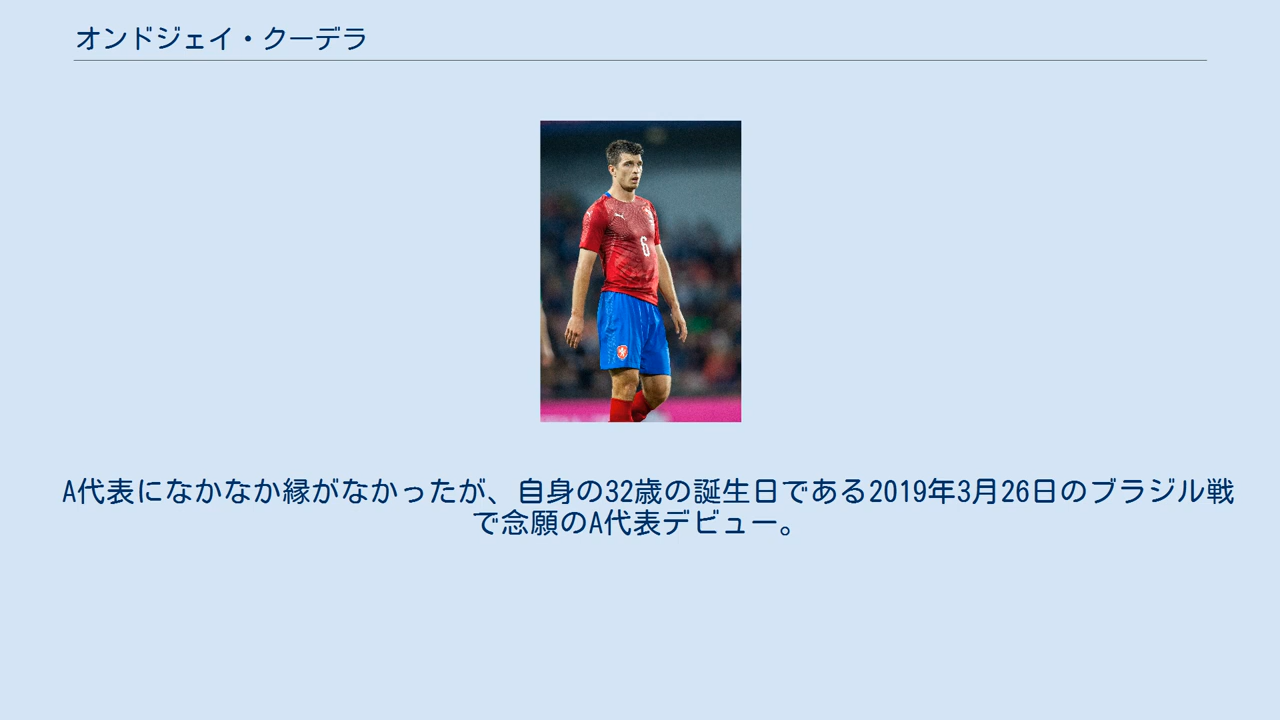 オンドジェイ・クーデラ
6
A代表になかなか縁がなかったが、自身の32歳の誕生日である2019年3月26日のブラジル戦
で念願のA代表デビュー。